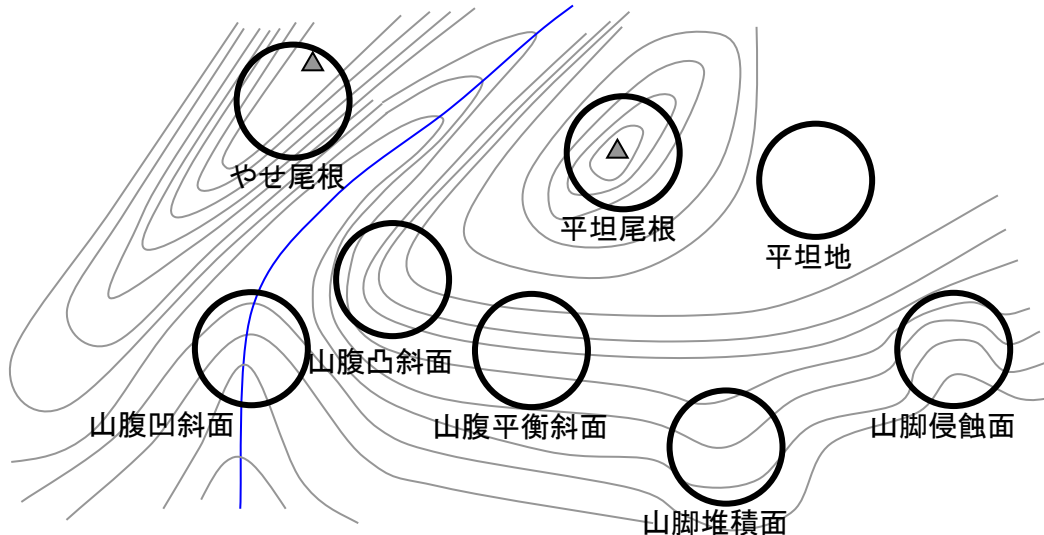 やせ尾根
平坦尾根
平坦地
山腹凸斜面
山腹凹斜面
山腹平衡斜面
山脚侵蝕面
山脚堆積面